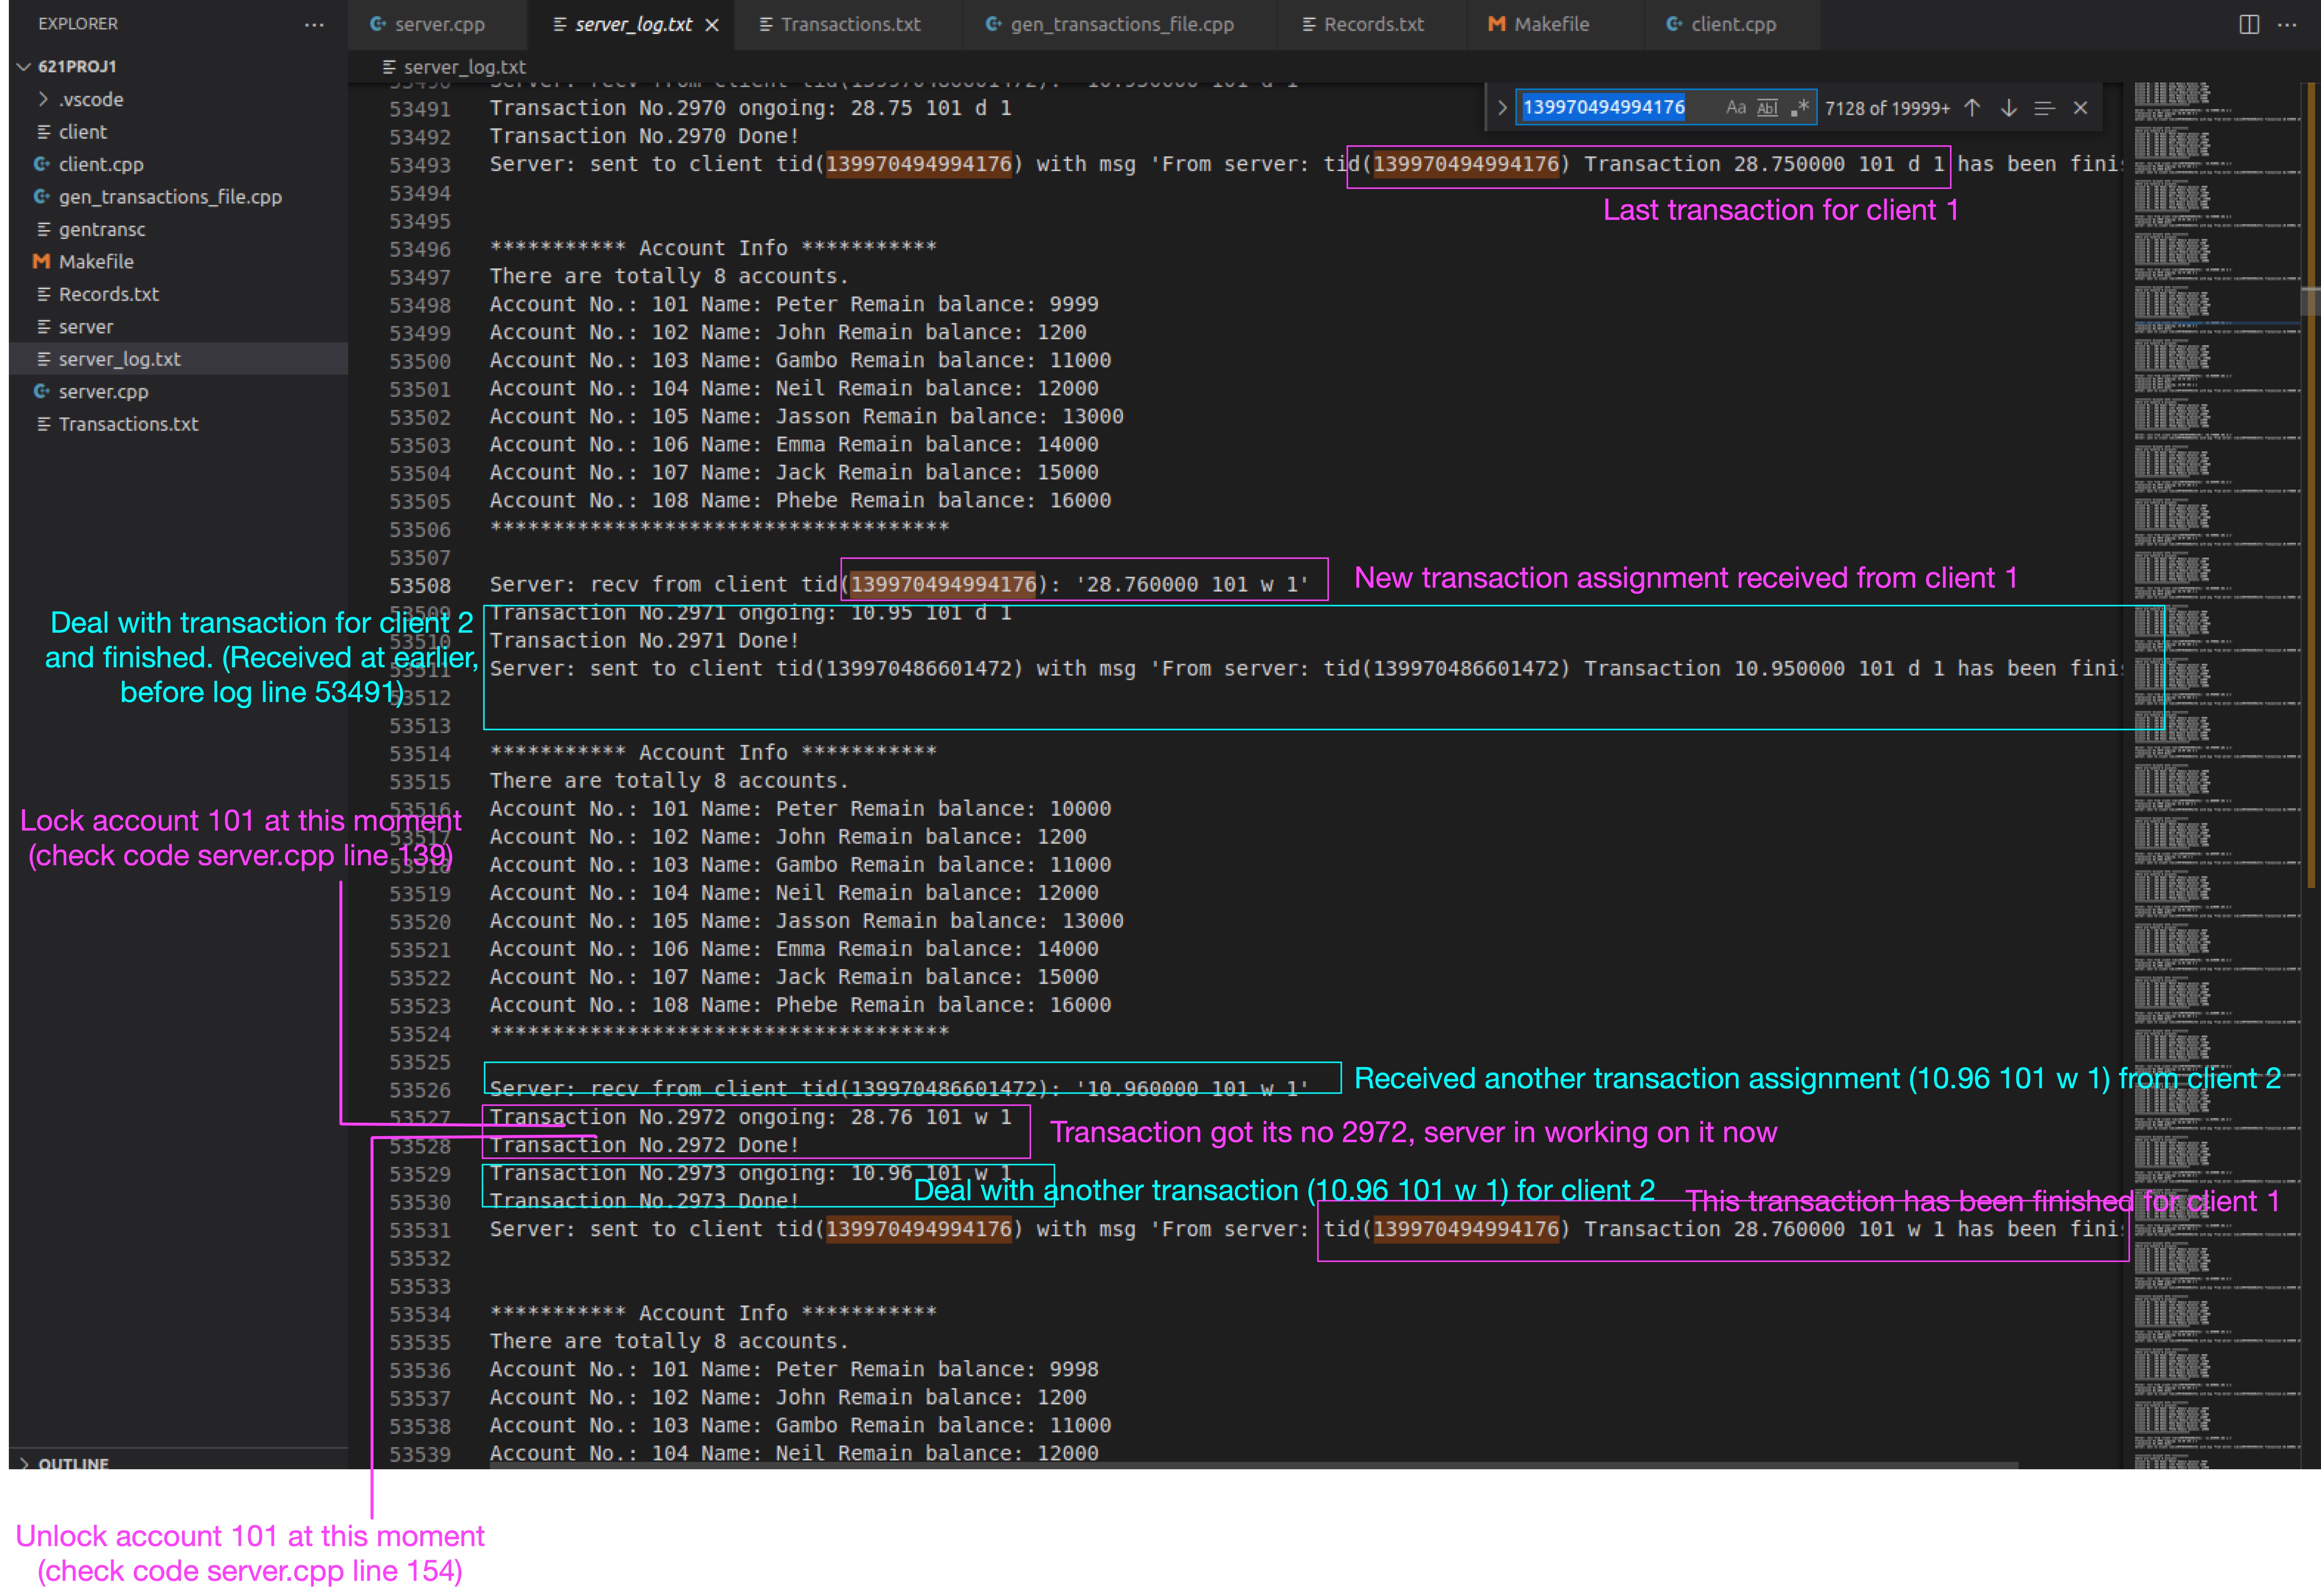 EXPLORER
server.cpp
server_log.txt
Transactions.txt
gen_transactions_file.cpp
Records.txt
Makefile
client.cpp
621PROJ1
.vscode
client
client.cpp
gen_transactions_file.cpp
gentransc
Makefile
Records.txt
server
server_log.txt
server.cpp
Transactions.txt
OUTLINE
server_log.txt
139970494994176 Aa Abl .* 7128 of 19999+
53491 Transaction No.2970 ongoing: 28.75 101 d 1
53492 Transaction No.2970 Done!
53493 Server: sent to client tid(139970494994176) with msg 'From server: tid(139970494994176) Transaction 28.750000 101 d 1 has been finis
Last transaction for client 1
53494
53495
53496 *********** Account Info ***********
53497 There are totally 8 accounts.
53498 Account No.: 101 Name: Peter Remain balance: 9999
53499 Account No.: 102 Name: John Remain balance: 1200
53500 Account No.: 103 Name: Gambo Remain balance: 11000
53501 Account No.: 104 Name: Neil Remain balance: 12000
53502 Account No.: 105 Name: Jasson Remain balance: 13000
53503 Account No.: 106 Name: Emma Remain balance: 14000
53504 Account No.: 107 Name: Jack Remain balance: 15000
53505 Account No.: 108 Name: Phebe Remain balance: 16000
53506 *************************************
53507
53508 Server: recv from client tid(139970494994176): '28.760000 101 w 1'
New transaction assignment received from client 1
53509 Transaction No.2971 ongoing: 10.95 101 d 1
53510 Transaction No.2971 Done!
53511 Server: sent to client tid(139970486601472) with msg 'From server: tid(139970486601472) Transaction 10.950000 101 d 1 has been finis
53512
53513
Deal with transaction for client 2
and finished. (Received at earlier,
before log line 53491)
53514 *********** Account Info ***********
53515 There are totally 8 accounts.
53516 Account No.: 101 Name: Peter Remain balance: 10000
53517 Account No.: 102 Name: John Remain balance: 1200
53518 Account No.: 103 Name: Gambo Remain balance: 11000
53519 Account No.: 104 Name: Neil Remain balance: 12000
53520 Account No.: 105 Name: Jasson Remain balance: 13000
53521 Account No.: 106 Name: Emma Remain balance: 14000
53522 Account No.: 107 Name: Jack Remain balance: 15000
53523 Account No.: 108 Name: Phebe Remain balance: 16000
53524 *************************************
53525
Lock account 101 at this moment
(check code server.cpp line 139)
53526 Server: recv from client tid(139970486601472): '10.960000 101 w 1'
Received another transaction assignment (10.96 101 w 1) from client 2
53527 Transaction No.2972 ongoing: 28.76 101 w 1
53528 Transaction No.2972 Done!
Transaction got its no 2972, server in working on it now
53529 Transaction No.2973 ongoing: 10.96 101 w 1
53530 Transaction No.2973 Done!
Deal with another transaction (10.96 101 w 1) for client 2
This transaction has been finished for client 1
53531 Server: sent to client tid(139970494994176) with msg 'From server: tid(139970494994176) Transaction 28.760000 101 w 1 has been finis
53532
53533
53534 *********** Account Info ***********
53535 There are totally 8 accounts.
53536 Account No.: 101 Name: Peter Remain balance: 9998
53537 Account No.: 102 Name: John Remain balance: 1200
53538 Account No.: 103 Name: Gambo Remain balance: 11000
53539 Account No.: 104 Name: Neil Remain balance: 12000
Unlock account 101 at this moment
(check code server.cpp line 154)